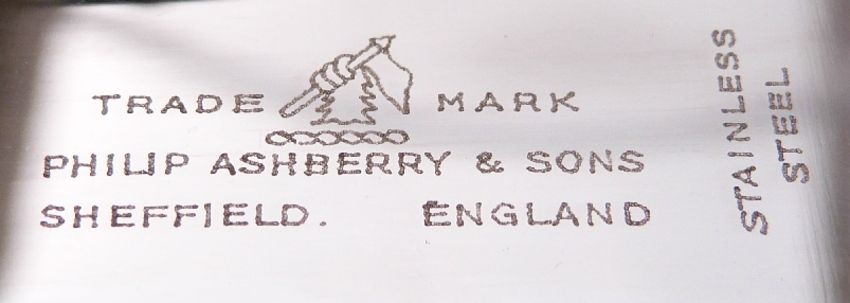 TRADE MARK
PHILIP ASHBERRY & SONS
SHEFFIELD. ENGLAND
STAINLESS
STEEL